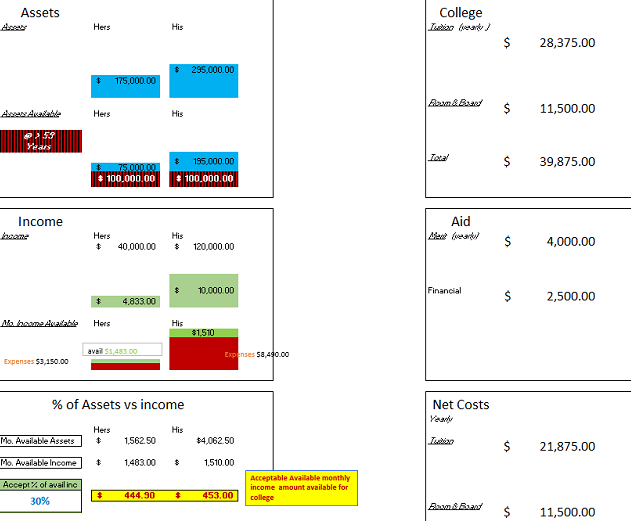 Assets
Assets Hers His
$ 175,000.00 $ 295,000.00
Assets Available Hers His
@ > 59 Years
$ 75,000.00 $ 195,000.00
$ 100,000.00 $ 100,000.00
College
Tuition (yearly)
$ 28,375.00
Room & Board
$ 11,500.00
Total
$ 39,875.00
Income
Income Hers His
$ 40,000.00 $ 120,000.00
$ 4,833.00 $ 10,000.00
Mo. Income Available Hers His
$1,510
avail $1,483.00
Expenses $3,150.00 Expenses $8,490.00
Aid
Merit (yearly)
$ 4,000.00
Financial
$ 2,500.00
% of Assets vs income
Hers His
Mo. Available Assets $ 1,562.50 $4,062.50
Mo. Available Income $ 1,483.00 $ 1,510.00
Accept % of avail inc
30% $ 444.90 $ 453.00
Acceptable Available monthly
income amount available for
college
Net Costs
Yearly
Tuition
$ 21,875.00
Room & Board
$ 11,500.00